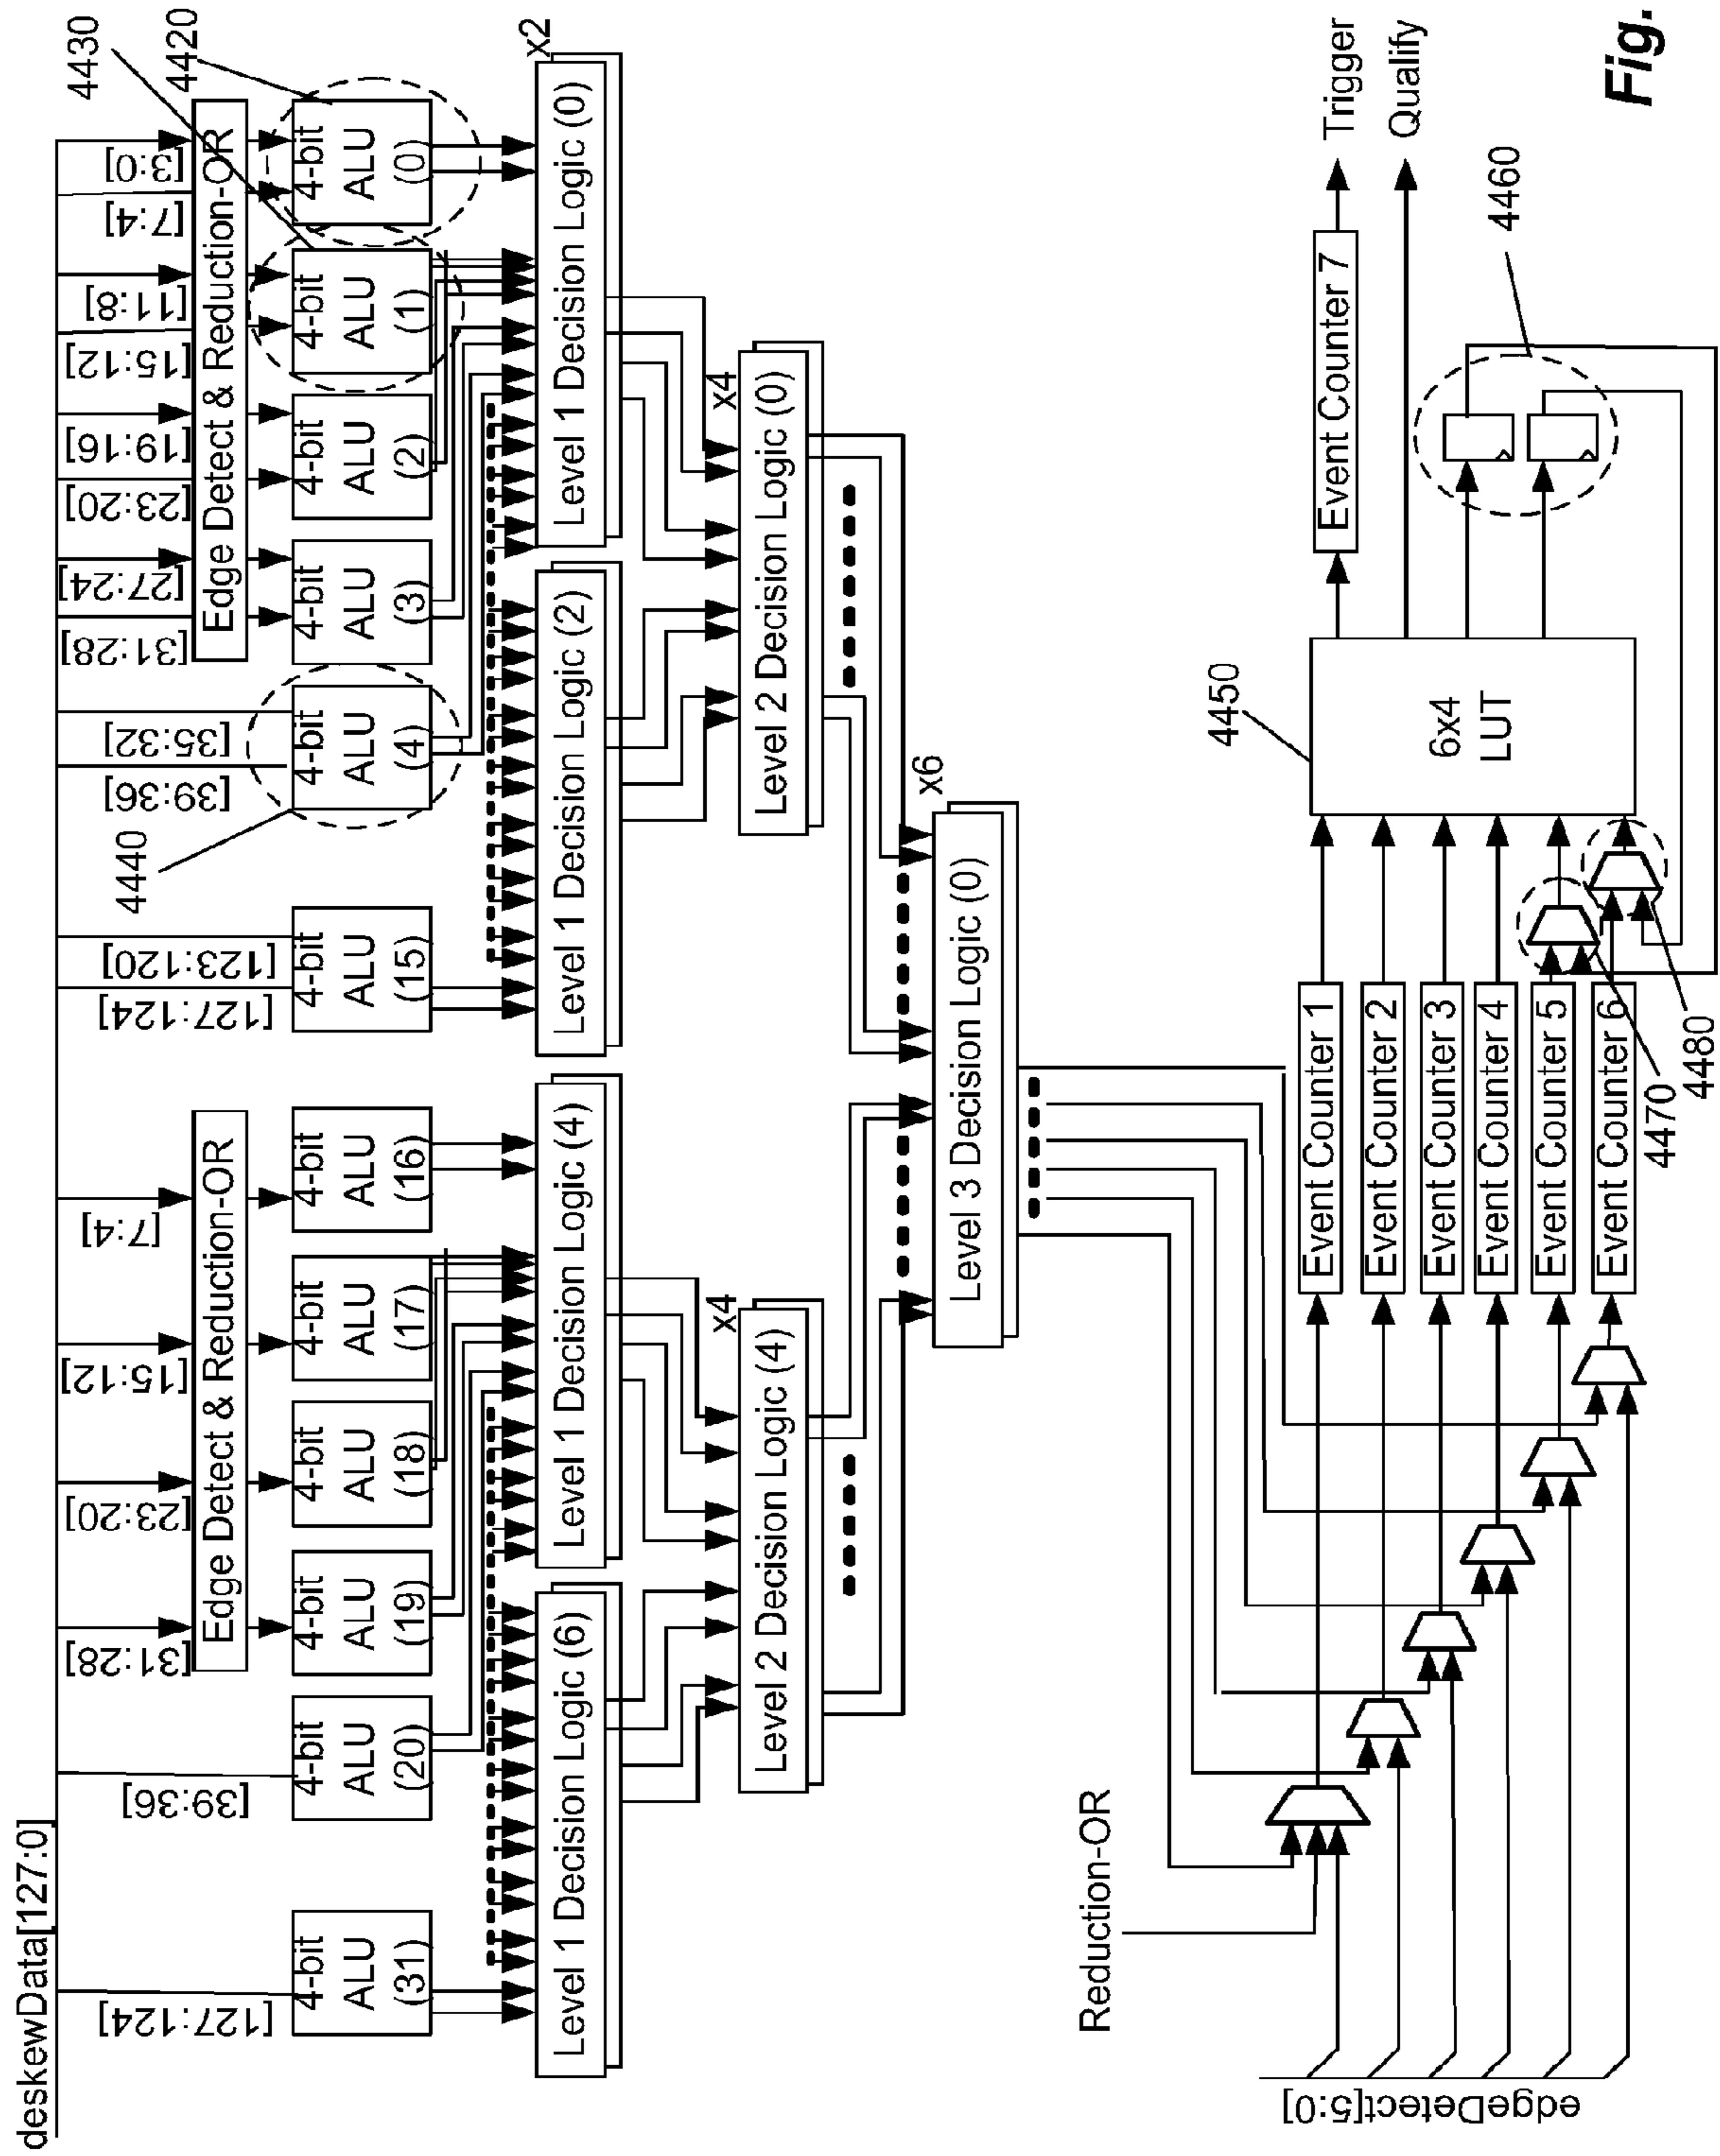 deskewData[127:0]
[127:124]
[39:36]
[31:28]
[23:20]
[15:12]
[7:4]
[127:124]
[123:120]
[39:36]
[35:32]
[31:28]
[27:24]
[23:20]
[19:16]
[15:12]
[11:8]
[7:4]
[3:0]
Edge Detect & Reduction-OR
Edge Detect & Reduction-OR
4440
4430
4420
4-bit
ALU
(31)
4-bit
ALU
(20)
4-bit
ALU
(19)
4-bit
ALU
(18)
4-bit
ALU
(17)
4-bit
ALU
(16)
4-bit
ALU
(15)
4-bit
ALU
(4)
4-bit
ALU
(3)
4-bit
ALU
(2)
4-bit
ALU
(1)
4-bit
ALU
(0)
x2
Level 1 Decision Logic (6)
Level 1 Decision Logic (4)
Level 1 Decision Logic (2)
Level 1 Decision Logic (0)
x4
x4
Level 2 Decision Logic (4)
Level 2 Decision Logic (0)
x6
Level 3 Decision Logic (0)
Reduction-OR
edgeDetect[5:0]
Event Counter 1
Event Counter 2
Event Counter 3
Event Counter 4
Event Counter 5
Event Counter 6
4470
4480
4450
6x4
LUT
4460
Event Counter 7
Trigger
Qualify
Fig.